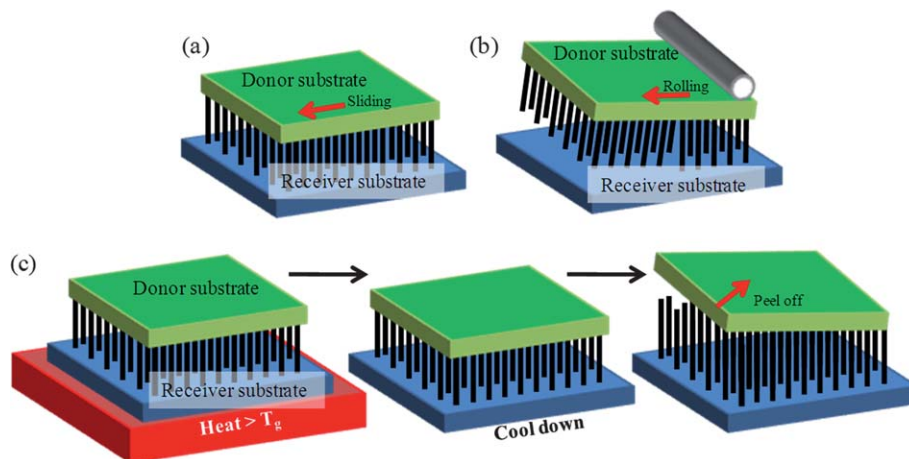 (a)
Donor substrate
Sliding
Receiver substrate
(b)
Donor substrate
Rolling
Receiver substrate
(c)
Donor substrate
Receiver substrate
Heat > Tg
Cool down
Peel off